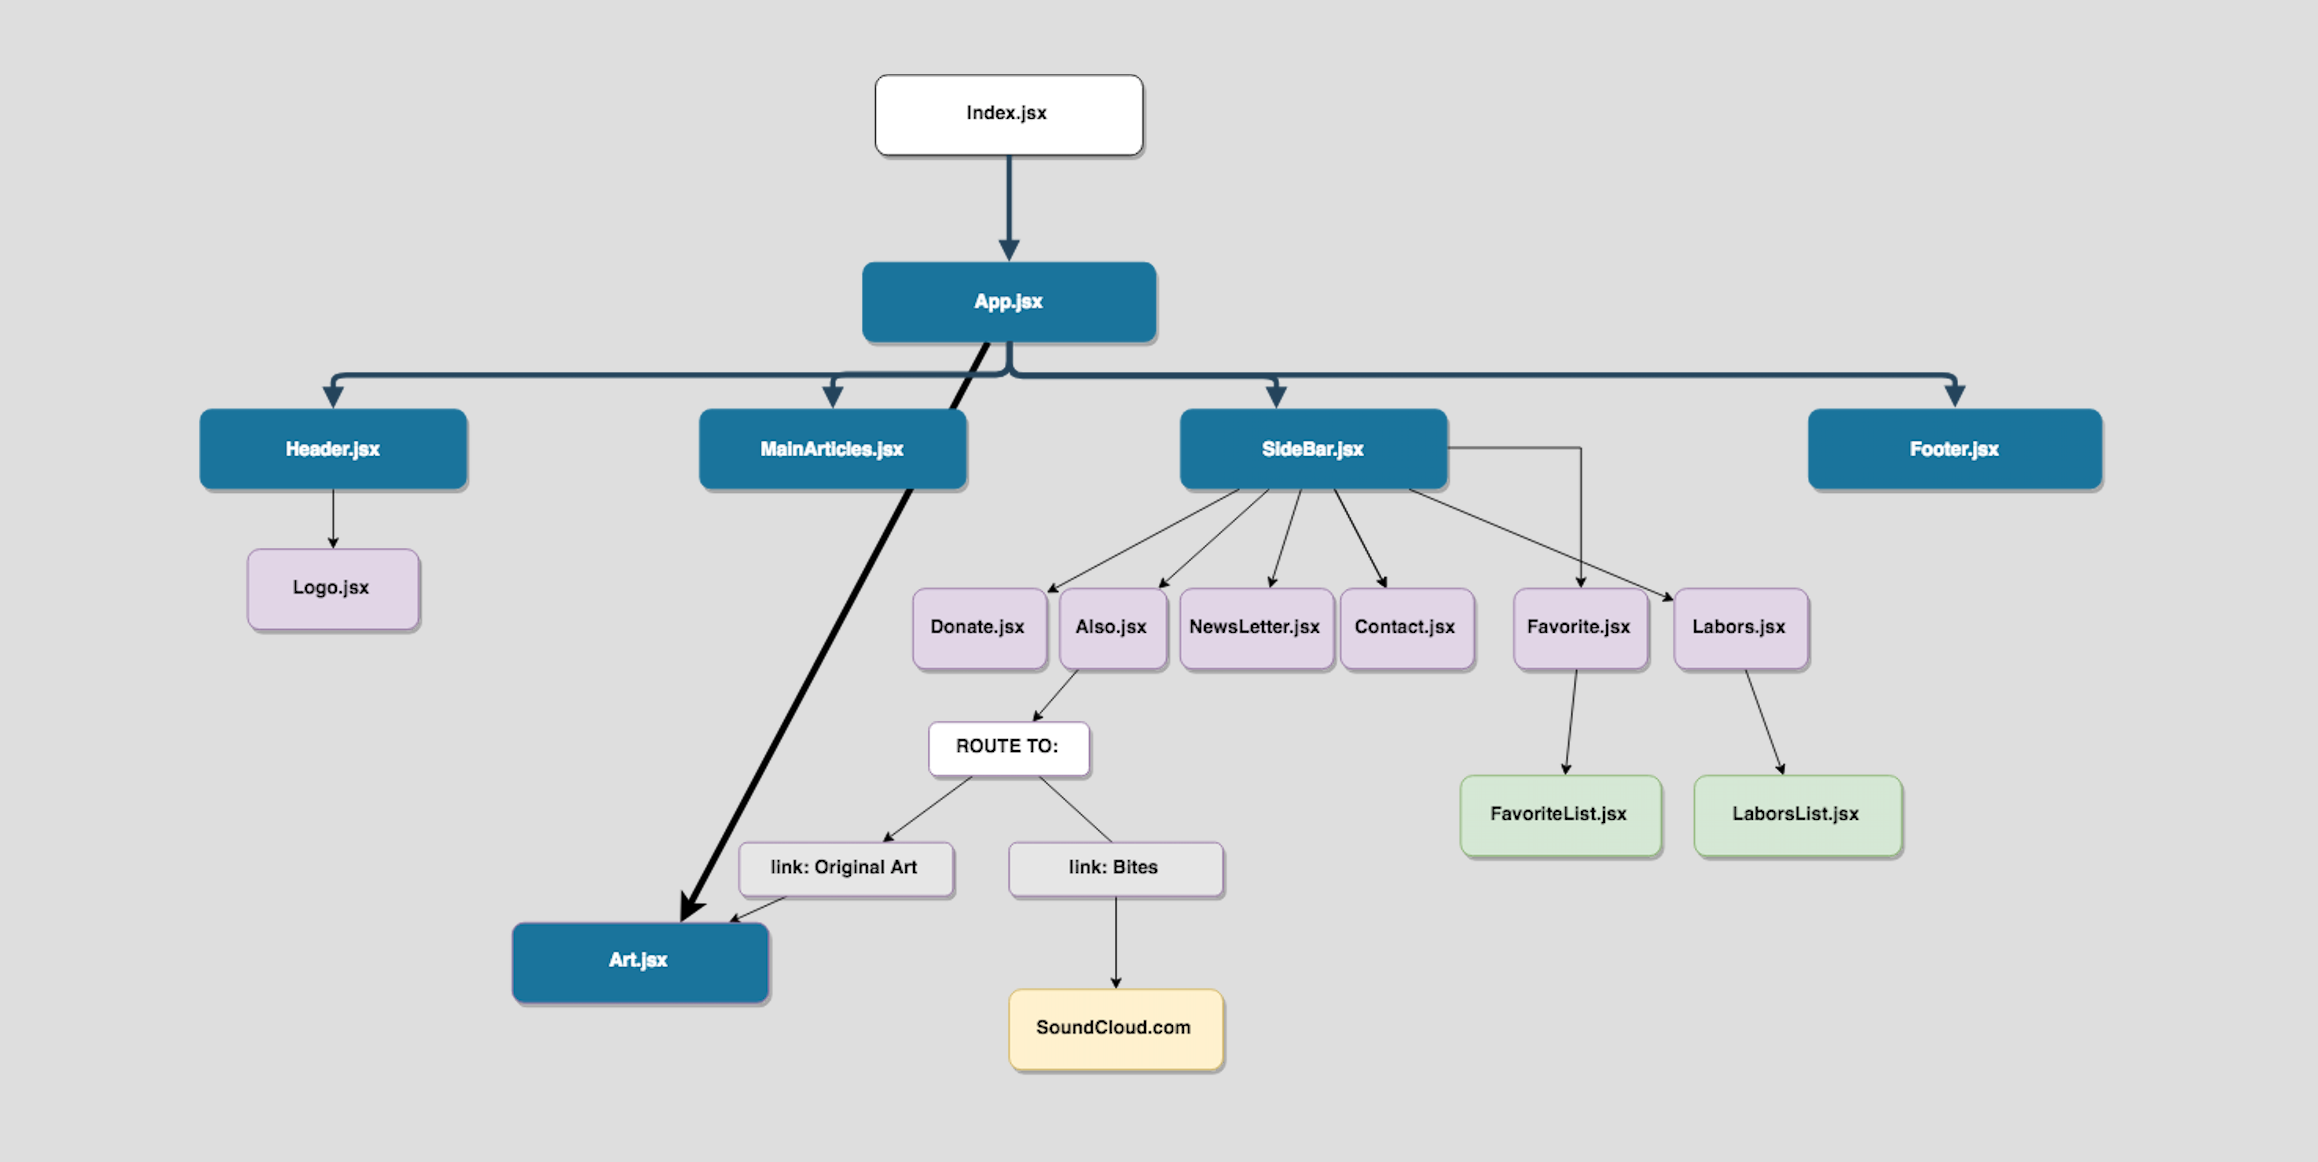 Index.jsx
App.jsx
Header.jsx
MainArticles.jsx
SideBar.jsx
Footer.jsx
Logo.jsx
Donate.jsx
Also.jsx
NewsLetter.jsx
Contact.jsx
Favorite.jsx
Labors.jsx
ROUTE TO:
FavoriteList.jsx
LaborsList.jsx
link: Original Art
link: Bites
Art.jsx
SoundCloud.com